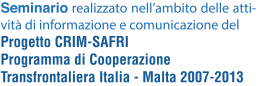 Seminario realizzato nell'ambito delle atti-
vità di informazione e comunicazione del
Progetto CRIM-SAFRI
Programma di Cooperazione
Transfrontaliera Italia - Malta 2007-2013